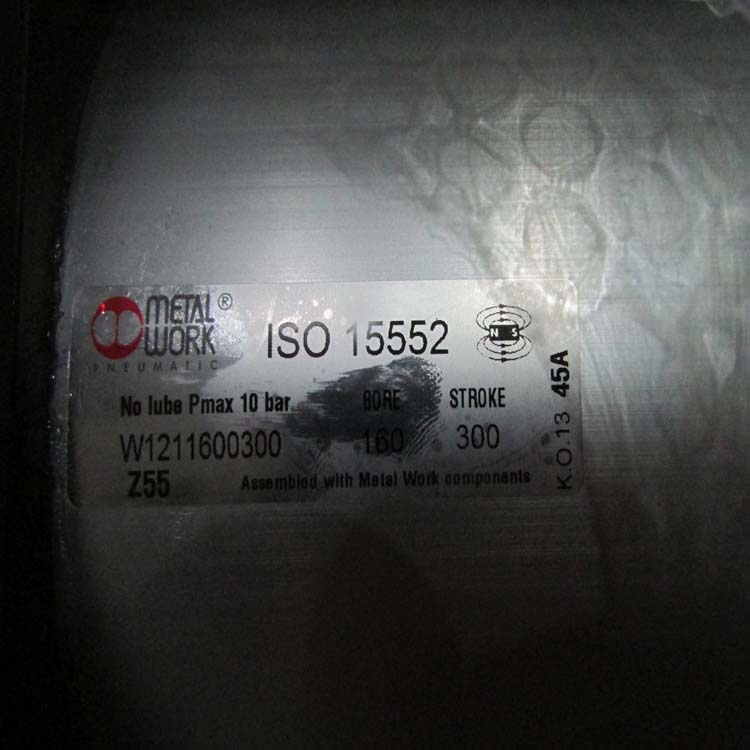 METAL ®
WORK
PNEUMATIC
ISO 15552
N S
No lube Pmax 10 bar
BORE
STROKE
W1211600300
160
300
Z55
Assembled with Metal Work components
K.O.13 45A